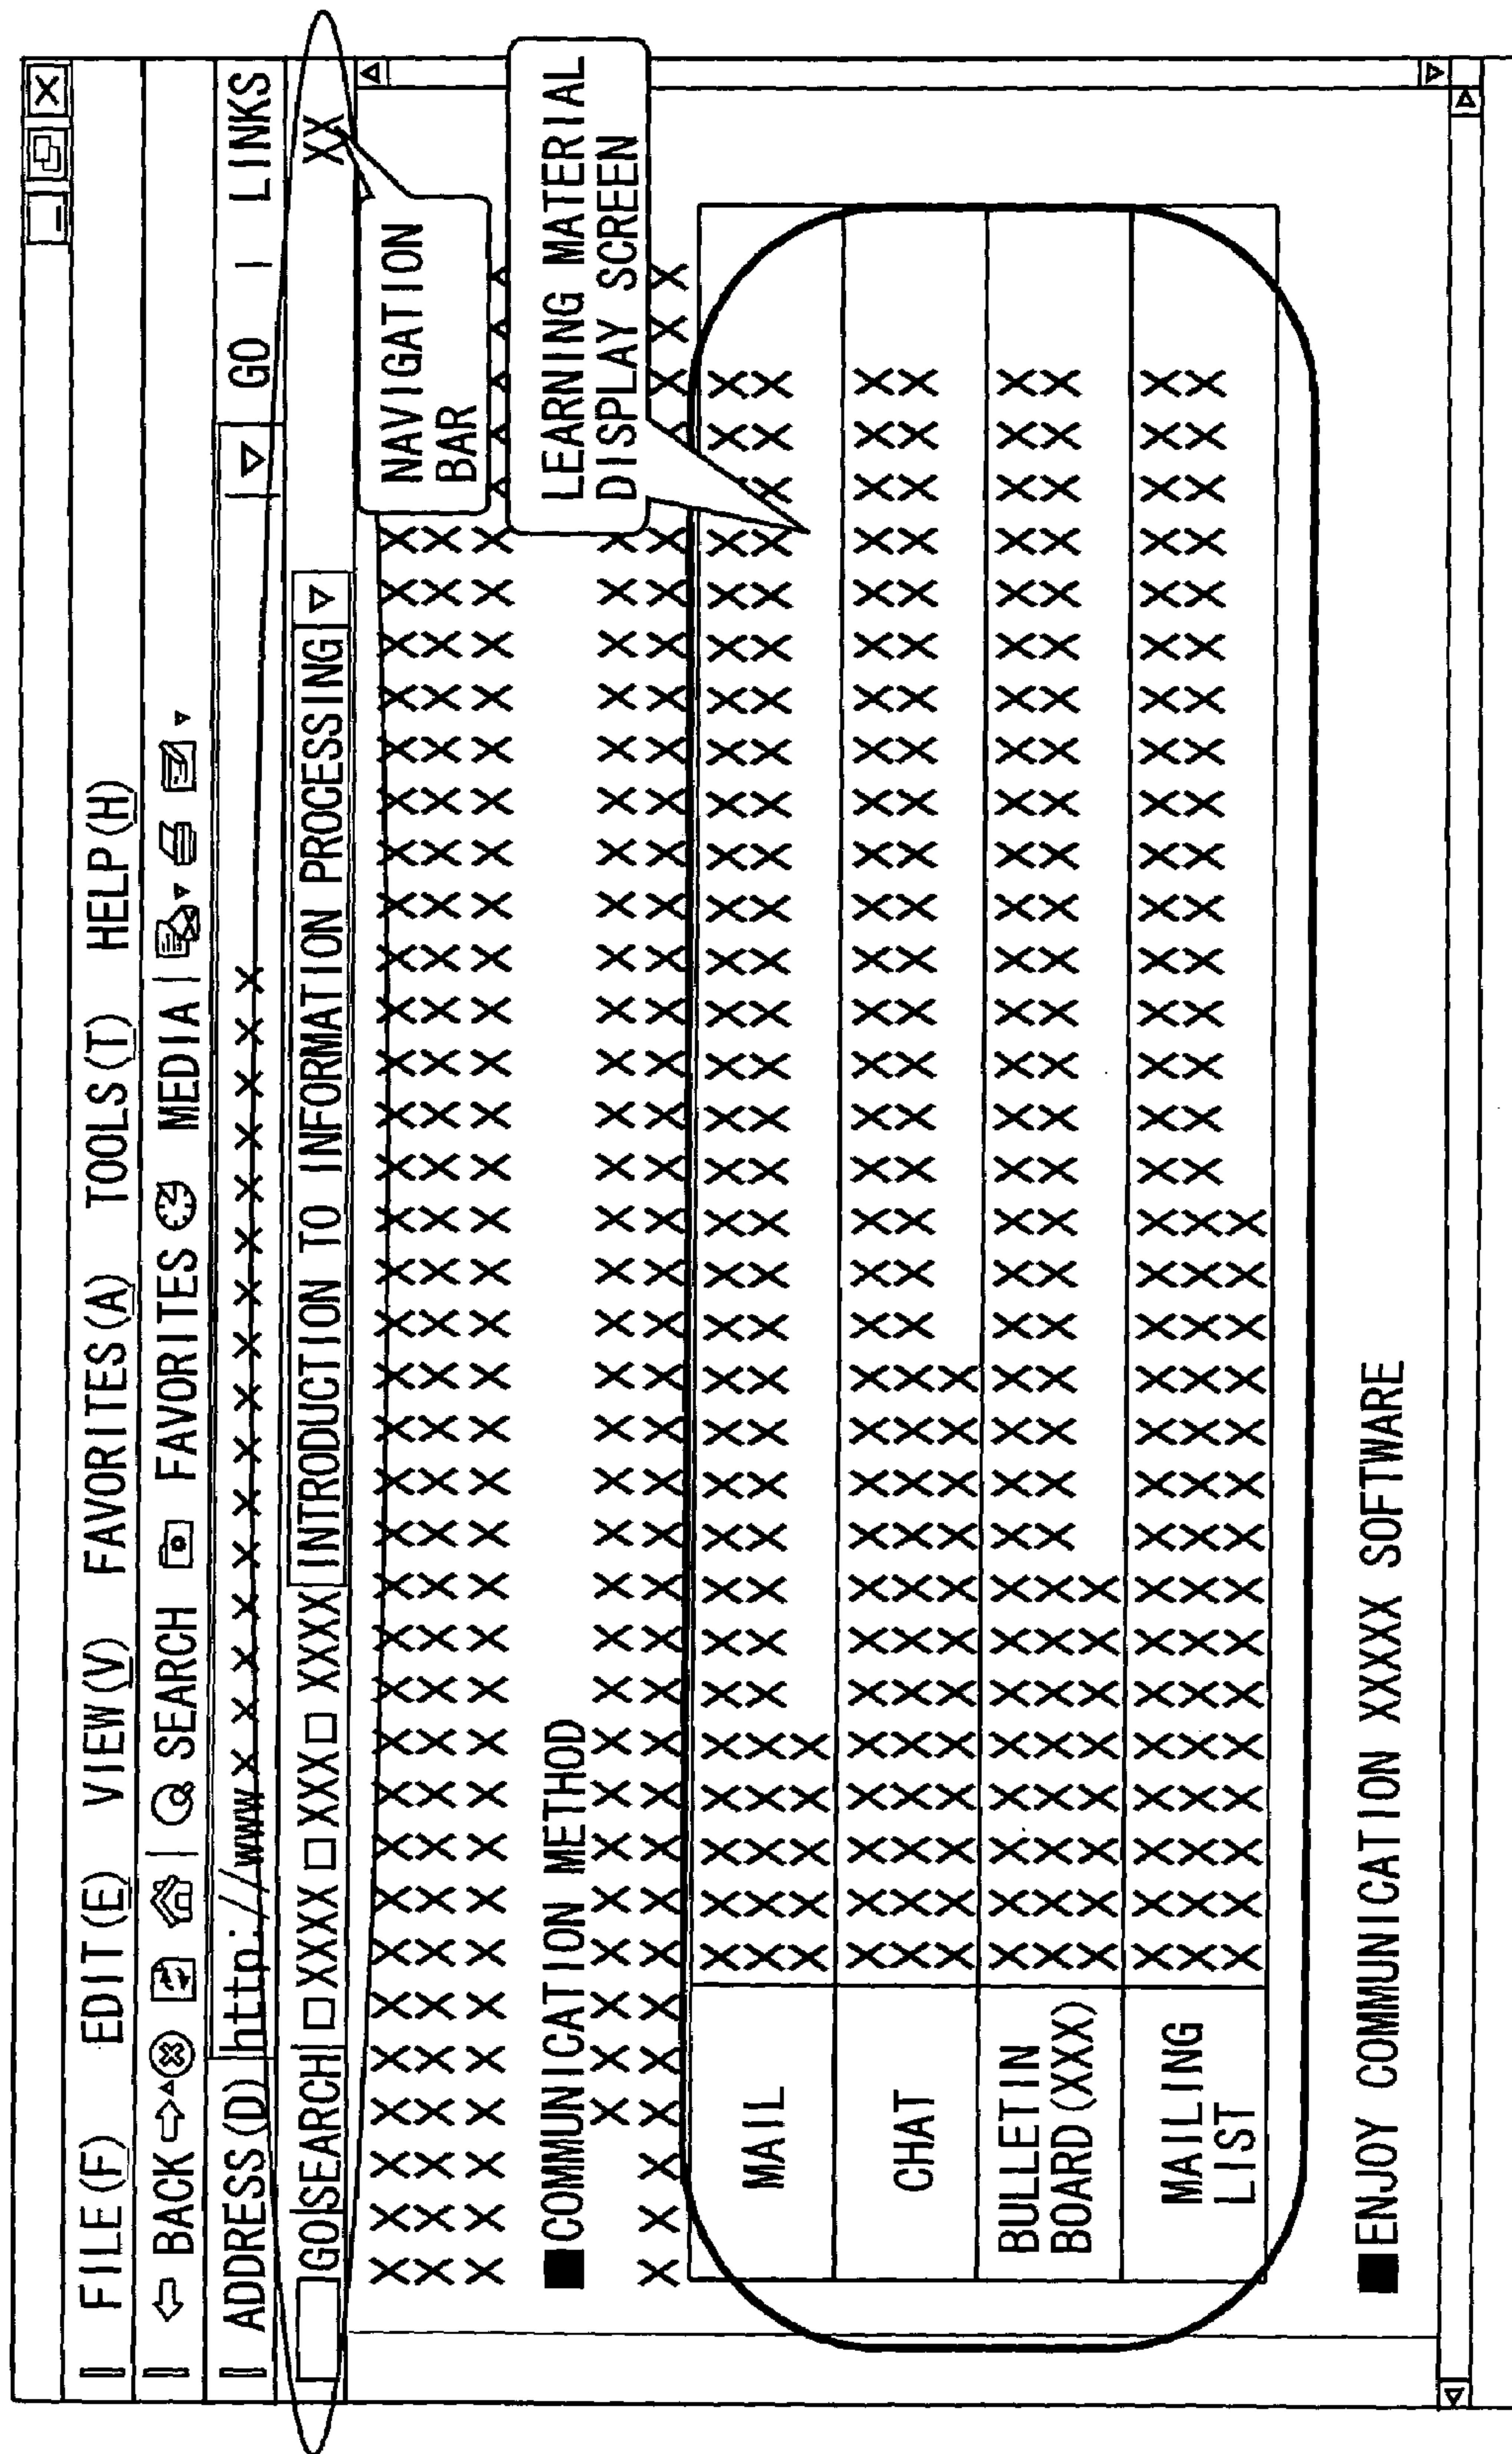 FILE(F) EDIT(E) VIEW(V) FAVORITES(A) TOOLS(T) HELP(H)
BACK SEARCH FAVORITES MEDIA
ADDRESS(D) http://www X X X X X X X X X X X X X X X X GO LINKS
GO SEARCH XXXX XXX XXXX INTRODUCTION TO INFORMATION PROCESSING XX
X X X X X X X X X X X X X X X X X X X X X X X X X X X X X X X X X X
X X X X X X X X X X X X X X X X X X X X X X X X X X X X X X X X X X
X X X X X X X X X X X X X X X X X X X X X X X X X X X X X X X X X X
NAVIGATION
BAR
LEARNING MATERIAL
DISPLAY SCREEN
■COMMUNICATION METHOD
X X X X X X X X X X X X X X X X X X X X X X X X X X X X X X X
X X X X X X X X X X X X X X X X X X X X X X X X X X X X X X X X X X X X X X X
MAIL
X X X X X X X X X X X X X X X X X X X X X X X X X X X X X X X
X X X X X X X X X X X X X X X X X X X X X X X X X X X X X X X
X X X X X
CHAT
X X X X X X X X X X X X X X X X X X X X X X X X X X X X X X X
X X X X X X X X X X X X X X X X X X X X X X X X X X X X X X X
X X X X X X X X X X X X
BULLETIN
BOARD(XXX)
X X X X X X X X X X X X X X X X X X X X X X X X X X X X X X X
X X X X X X X X X X X X X X X X X X X X X X X X X X X X X X X
X X X X X X X X
MAILING
LIST
X X X X X X X X X X X X X X X X X X X X X X X X X X X X X X X
X X X X X X X X X X X X X X X X X X X X X X X X X X X X X X X
X X X X X X X X X X X X X X X
■ENJOY COMMUNICATION XXXXX SOFTWARE